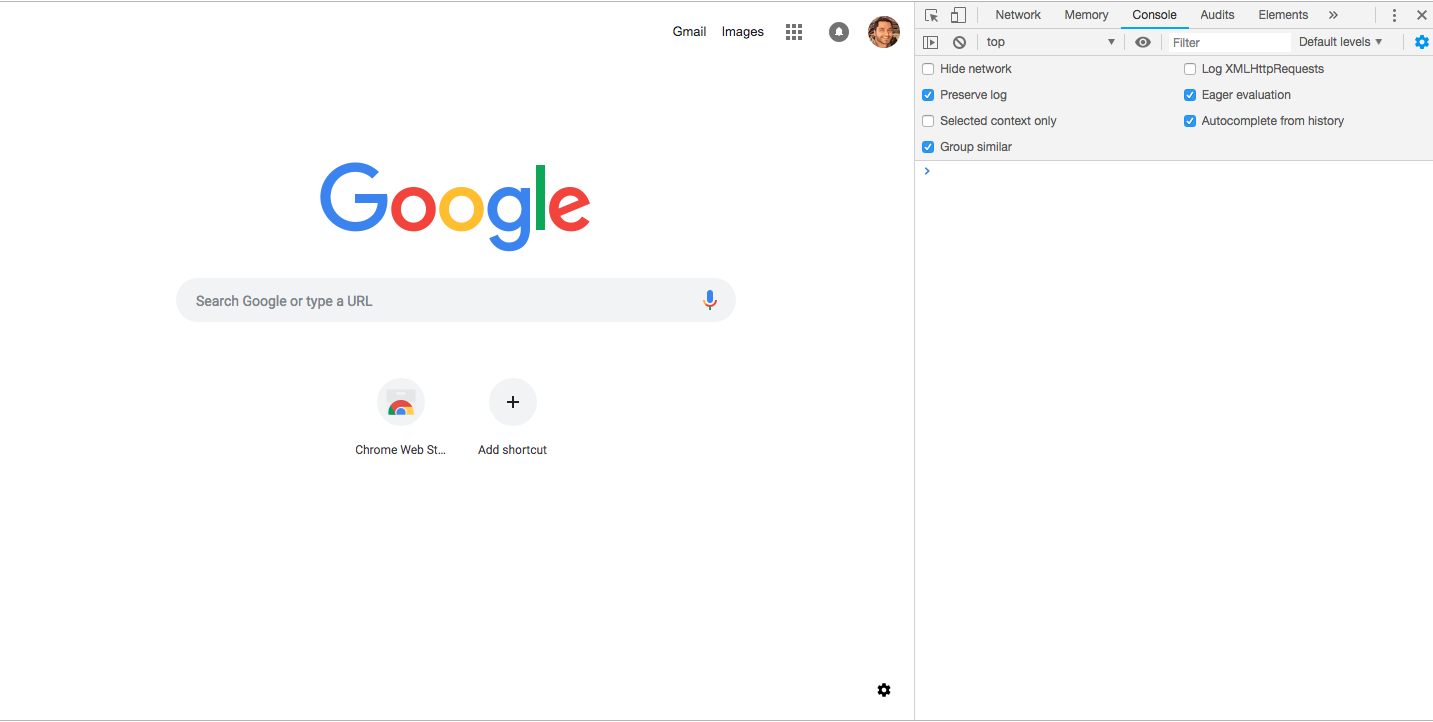 Gmail Images
Google
Search Google or type a URL
Chrome Web St...
Add shortcut
Network Memory Console Audits Elements »
top Filter Default levels
Hide network Log XMLHttpRequests
Preserve log Eager evaluation
Selected context only Autocomplete from history
Group similar